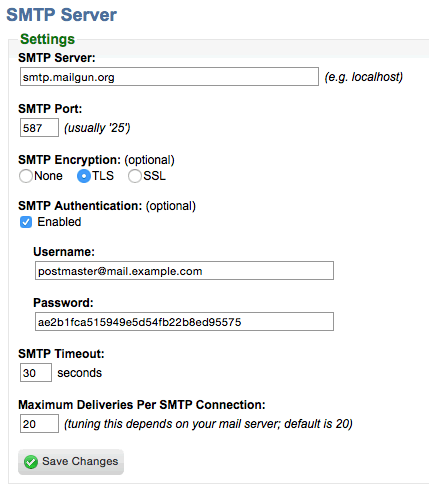 SMTP Server
Settings
SMTP Server:
smtp.mailgun.org (e.g. localhost)
SMTP Port:
587 (usually '25')
SMTP Encryption: (optional)
None TLS SSL
SMTP Authentication: (optional)
Enabled
Username:
postmaster@mail.example.com
Password:
ae2b1fca515949e5d54fb22b8ed95575
SMTP Timeout:
30 seconds
Maximum Deliveries Per SMTP Connection:
20 (tuning this depends on your mail server; default is 20)
Save Changes